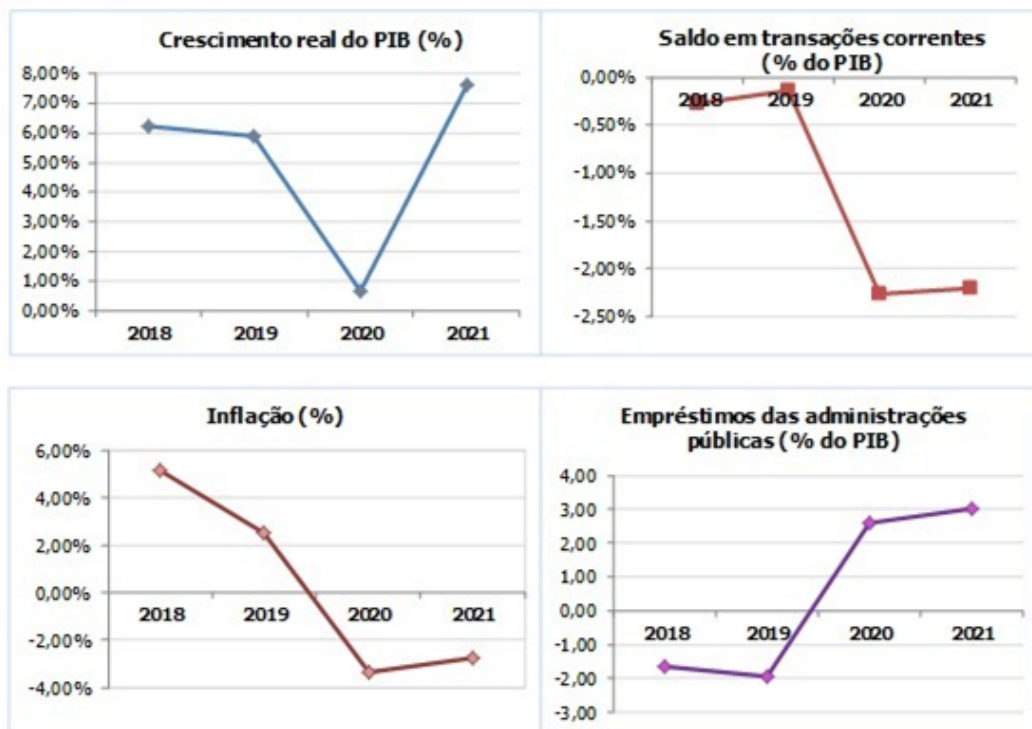 Crescimento real do PIB (%)
8,00%
7,00%
6,00%
5,00%
4,00%
3,00%
2,00%
1,00%
0,00%
2018 2019 2020 2021
Saldo em transações correntes
(% do PIB)
0,00%
2018 2019 2020 2021
-0,50%
-1,00%
-1,50%
-2,00%
-2,50%
Inflação (%)
6,00%
4,00%
2,00%
0,00%
2018 2019 2020 2021
-2,00%
-4,00%
Empréstimos das administrações
públicas (% do PIB)
4,00
3,00
2,00
1,00
0,00
2018 2019 2020 2021
-1,00
-2,00
-3,00